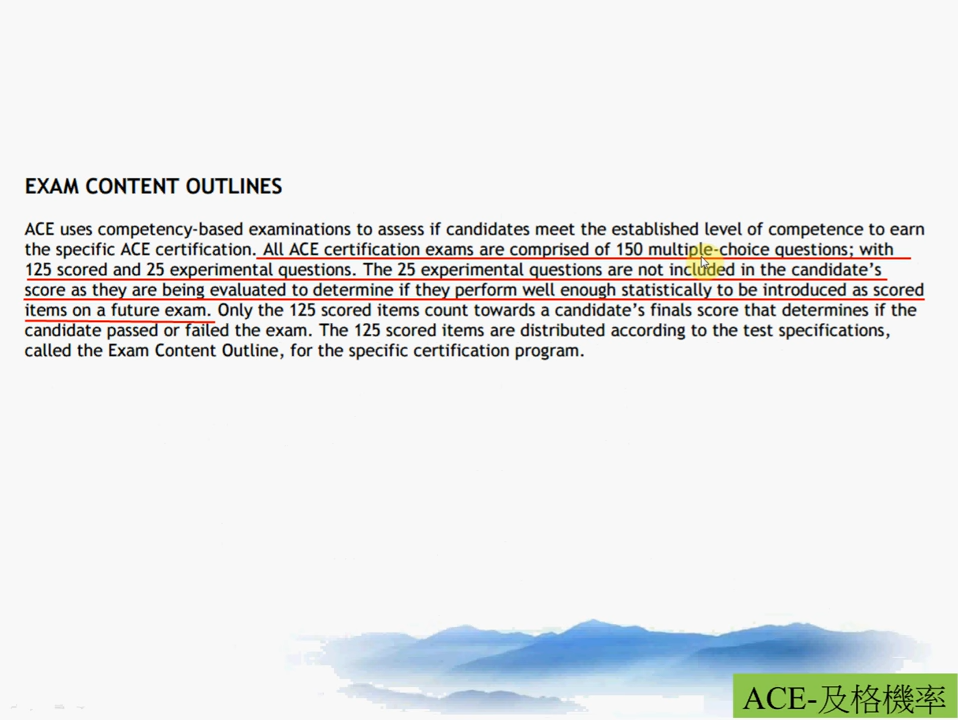 EXAM CONTENT OUTLINES
ACE uses competency-based examinations to assess if candidates meet the established level of competence to earn
the specific ACE certification. All ACE certification exams are comprised of 150 multiple-choice questions; with
125 scored and 25 experimental questions. The 25 experimental questions are not included in the candidate's
score as they are being evaluated to determine if they perform well enough statistically to be introduced as scored
items on a future exam. Only the 125 scored items count towards a candidate's finals score that determines if the
candidate passed or failed the exam. The 125 scored items are distributed according to the test specifications,
called the Exam Content Outline, for the specific certification program.
ACE-及格機率